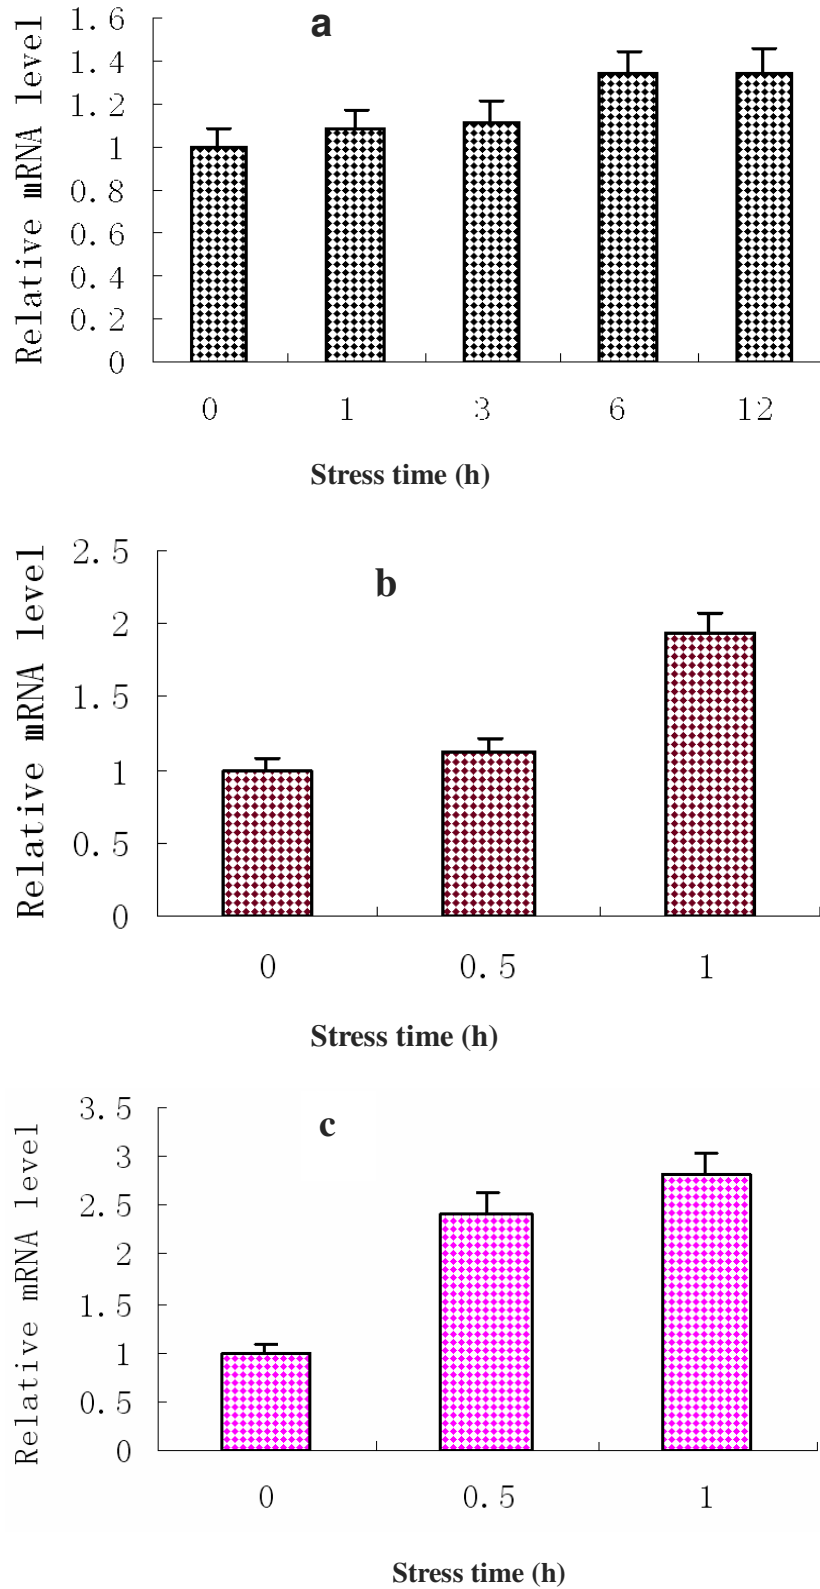 a
Relative mRNA level
1.6
1.4
1.2
1
0.8
0.6
0.4
0.2
0
0 1 3 6 12
Stress time (h)
b
Relative mRNA level
2.5
2
1.5
1
0.5
0
0 0.5 1
Stress time (h)
c
Relative mRNA level
3.5
3
2.5
2
1.5
1
0.5
0
0 0.5 1
Stress time (h)